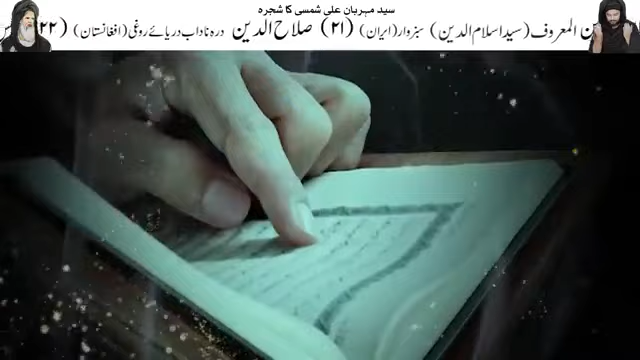 سید مہربان علی شمسی کا شجرہ
ن المعروف (سید اسلام الدین) سبزوار (ایران) (۲۱) صلاح الدین درہ ناداب دریائے روغی (افغانستان) (۲۲)